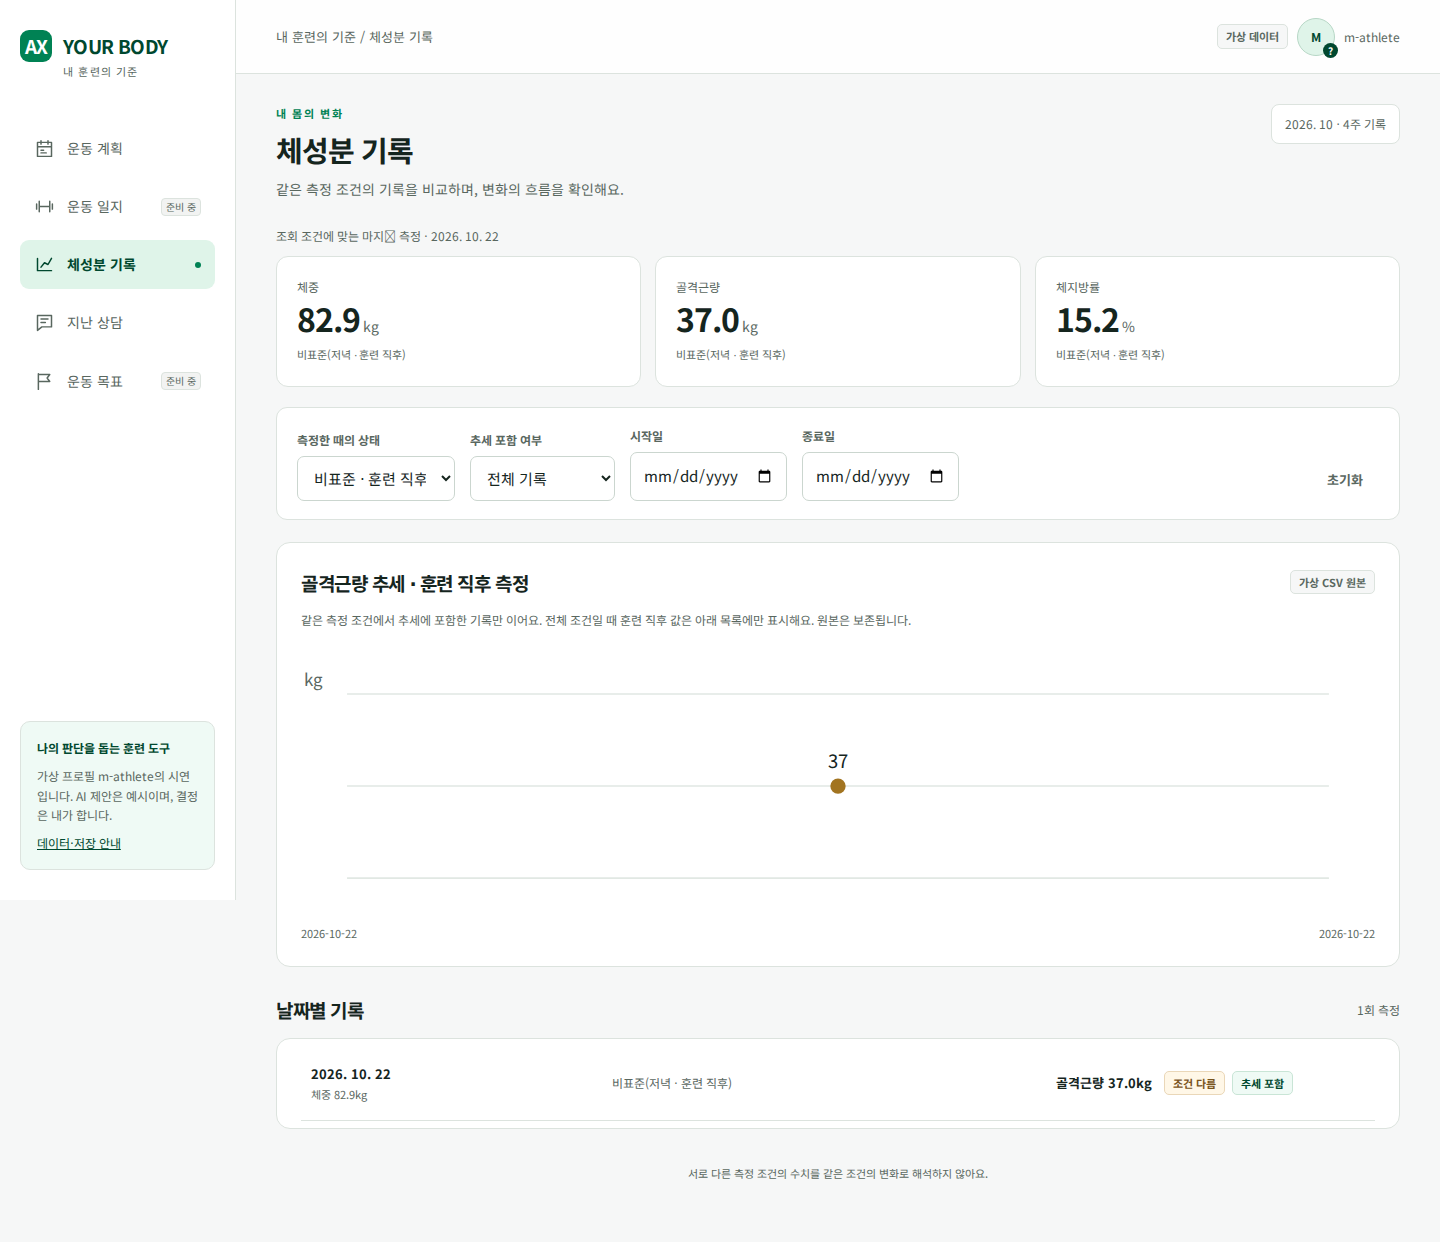 AX YOUR BODY
내 훈련의 기준
운동 계획
운동 일지 준비 중
체성분 기록
지난 상담
운동 목표 준비 중
나의 판단을 돕는 훈련 도구
가상 프로필 m-athlete의 시연
입니다. AI 제안은 예시이며, 결정
은 내가 합니다.
데이터·저장 안내
내 훈련의 기준 / 체성분 기록
가상 데이터 M ? m-athlete
내 몸의 변화
체성분 기록
같은 측정 조건의 기록을 비교하며, 변화의 흐름을 확인해요.
2026. 10 · 4주 기록
조회 조건에 맞는 마지 측정 · 2026. 10. 22
체중
82.9 kg
비표준(저녁 · 훈련 직후)
골격근량
37.0 kg
비표준(저녁 · 훈련 직후)
체지방률
15.2 %
비표준(저녁 · 훈련 직후)
측정한 때의 상태
비표준 · 훈련 직후
추세 포함 여부
전체 기록
시작일
mm/dd/yyyy
종료일
mm/dd/yyyy
초기화
골격근량 추세 · 훈련 직후 측정
가상 CSV 원본
같은 측정 조건에서 추세에 포함한 기록만 이어요. 전체 조건일 때 훈련 직후 값은 아래 목록에만 표시해요. 원본은 보존됩니다.
kg
37
2026-10-22
2026-10-22
날짜별 기록
1회 측정
2026. 10. 22
체중 82.9kg
비표준(저녁 · 훈련 직후)
골격근량 37.0kg 조건 다름 추세 포함
서로 다른 측정 조건의 수치를 같은 조건의 변화로 해석하지 않아요.